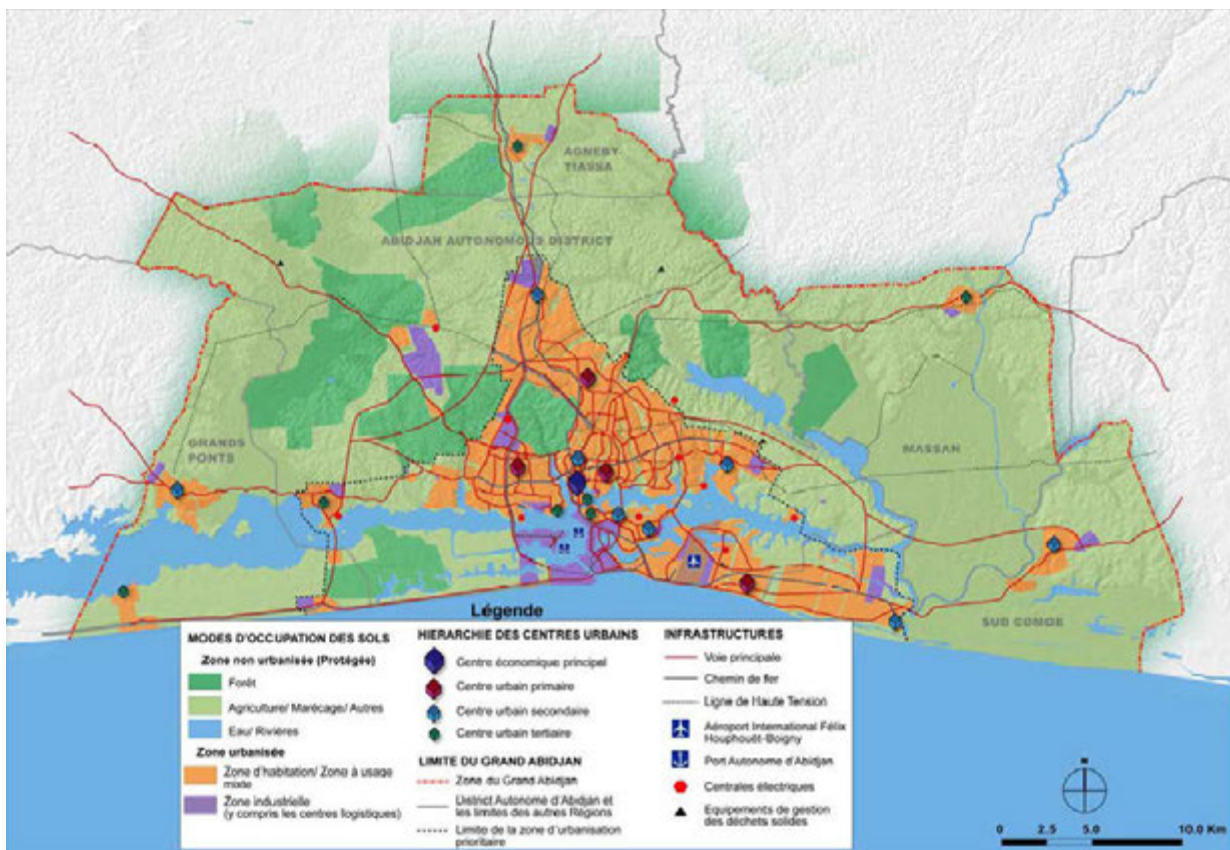 AGNEBY-
TIASSA
ABIDJAN AUTONOMOUS DISTRICT
GRANDS
PONTS
MASSAN
SUD COMOE
Légende
MODES D'OCCUPATION DES SOLS
Zone non urbanisée (Protégée)
Forêt
Agriculture/ Marécage/ Autres
Eau/ Rivières
Zone urbanisée
Zone d'habitation/ Zone à usage
mixte
Zone industrielle
(y compris les centres logistiques)
HIERARCHIE DES CENTRES URBAINS
Centre économique principal
Centre urbain primaire
Centre urbain secondaire
Centre urbain tertiaire
LIMITE DU GRAND ABIDJAN
Zone du Grand Abidjan
District Autonome d'Abidjan et
les limites des autres Régions
Limite de la zone d'urbanisation
prioritaire
INFRASTRUCTURES
Voie principale
Chemin de fer
Ligne de Haute Tension
Aéroport International Félix
Houphouët-Boigny
Port Autonome d'Abidjan
Centrales électriques
Equipements de gestion
des déchets solides
N
0 2.5 5.0 10.0 Km